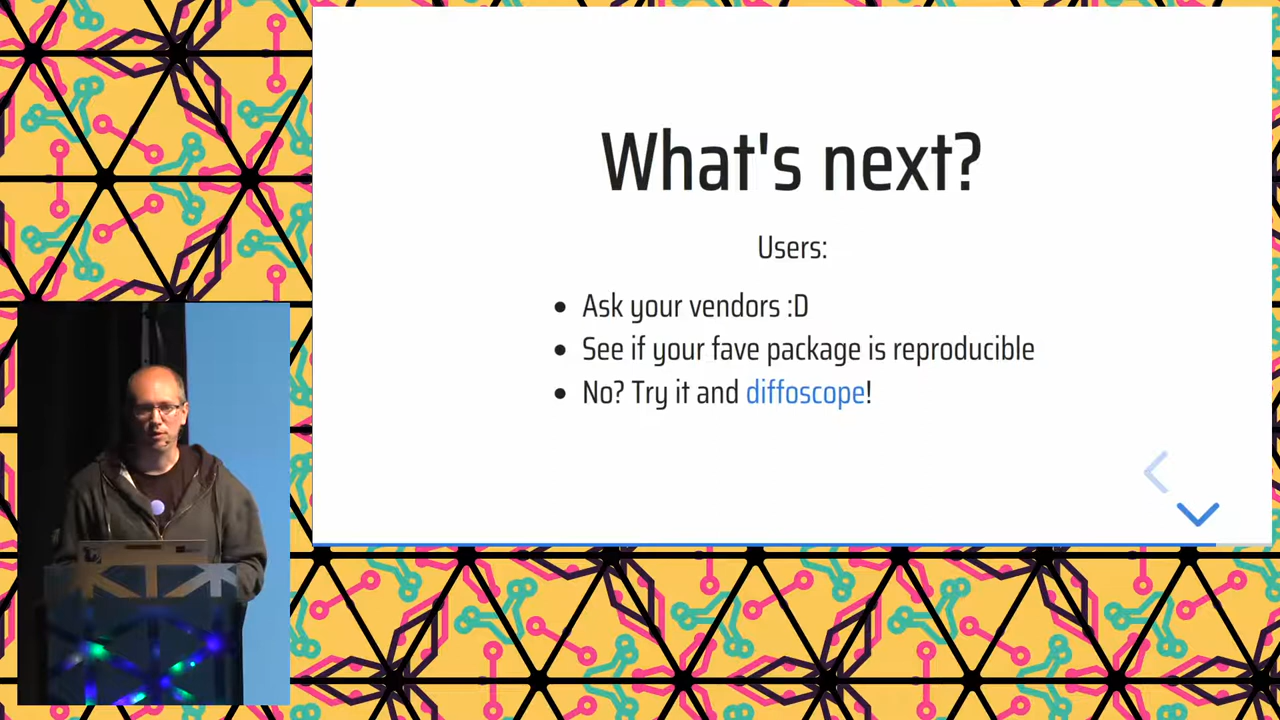 What's next?
Users:
Ask your vendors :D
See if your fave package is reproducible
No? Try it and diffoscope!